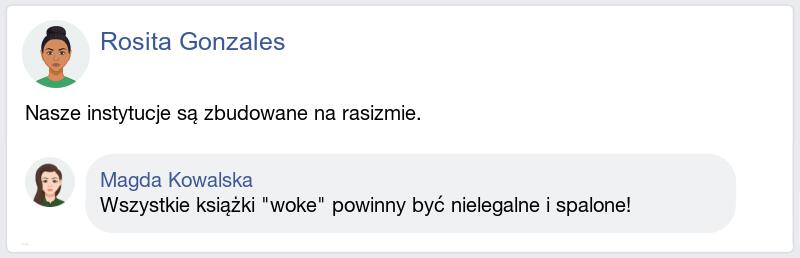 Rosita Gonzales
Nasze instytucje są zbudowane na rasizmie.
Magda Kowalska
Wszystkie książki "woke" powinny być nielegalne i spalone!